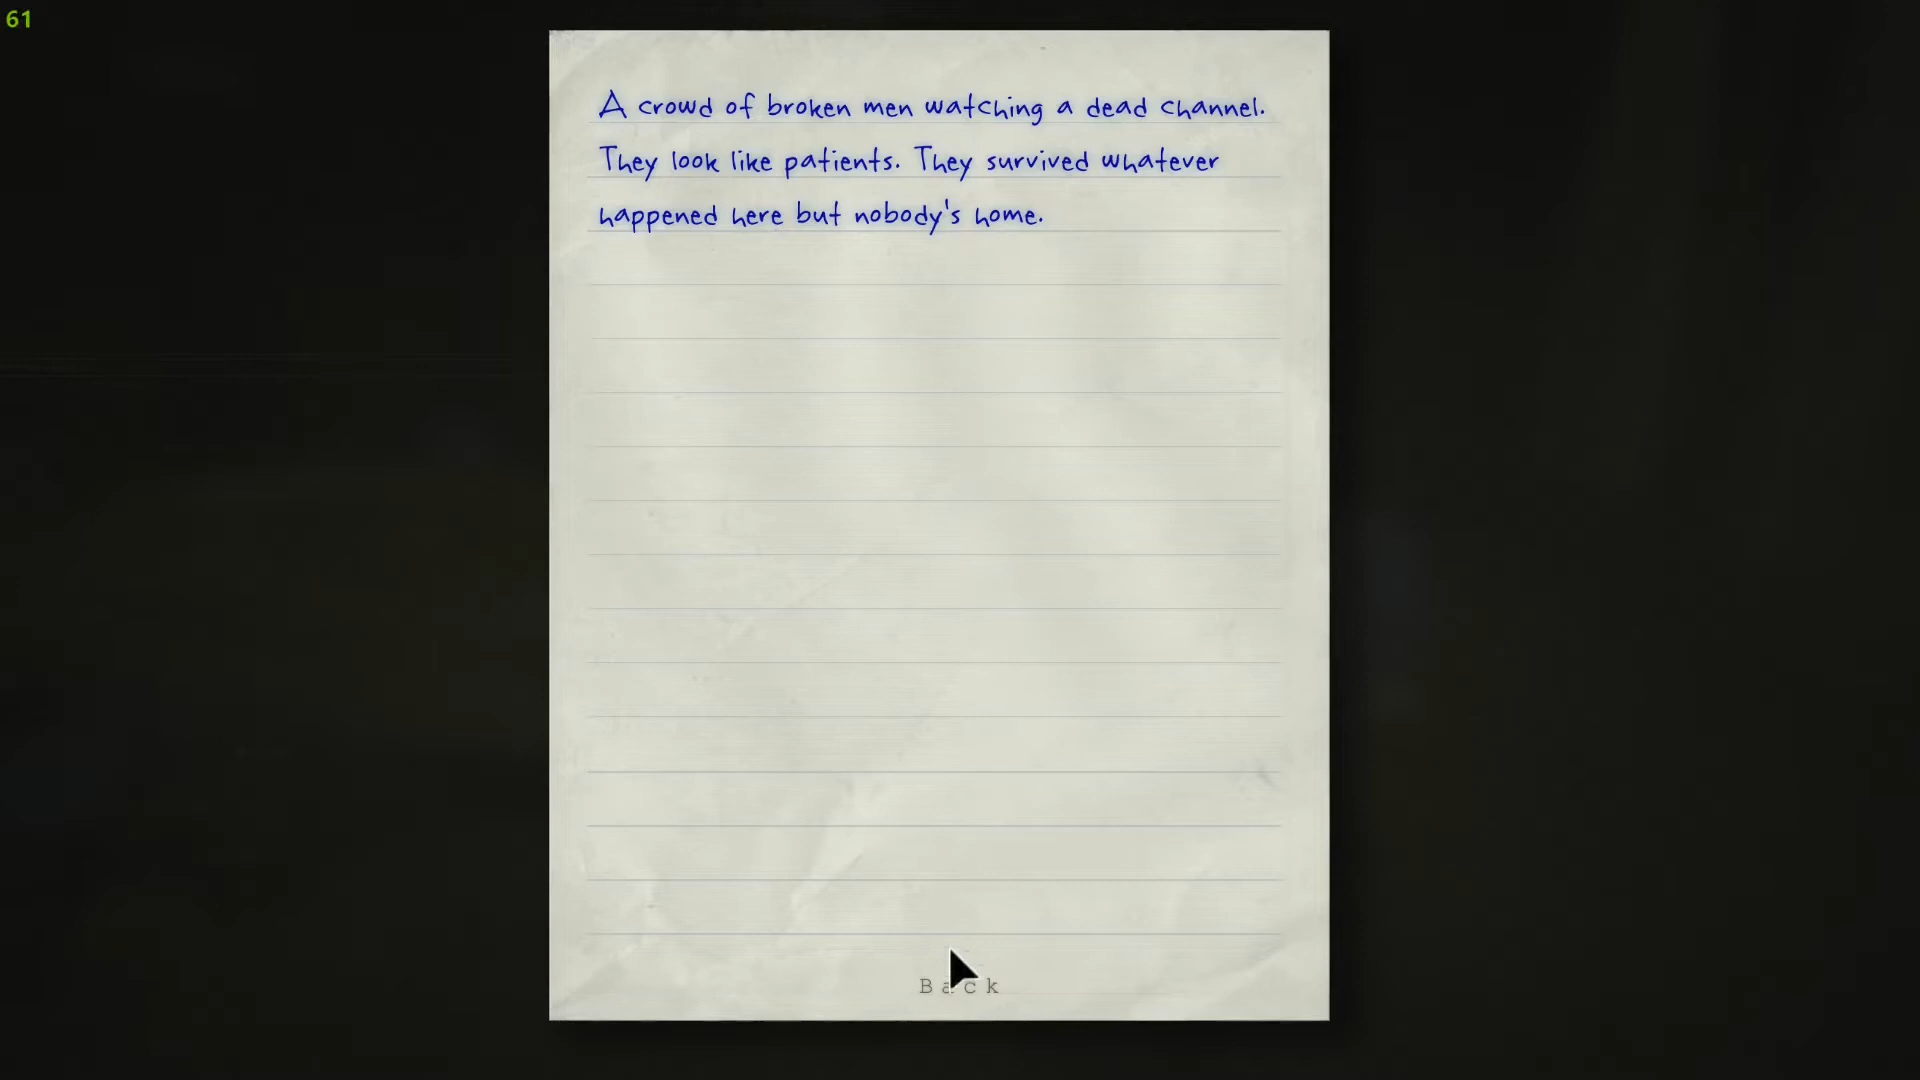 61
A crowd of broken men watching a dead channel.
They look like patients. They survived whatever
happened here but nobody's home.
Back